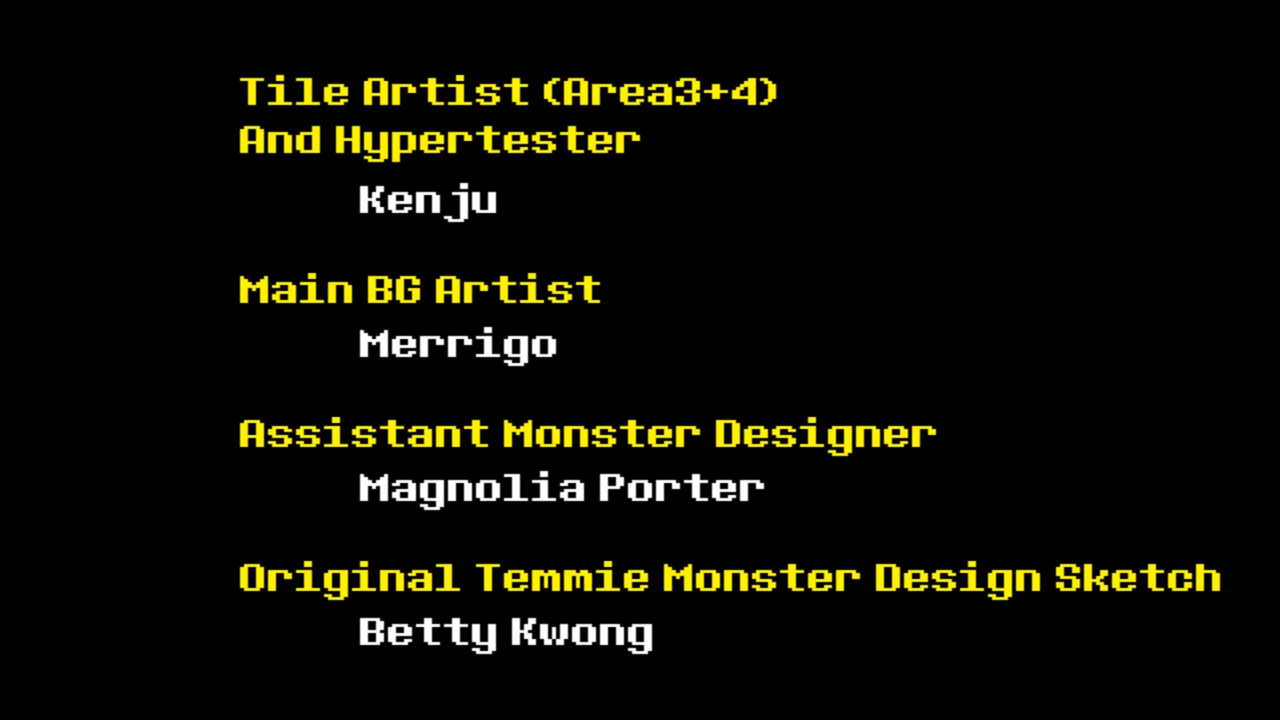 Tile Artist (Area3+4)
And Hypertester
Kenju
Main BG Artist
Merrigo
Assistant Monster Designer
Magnolia Porter
Original Temmie Monster Design Sketch
Betty Kwong